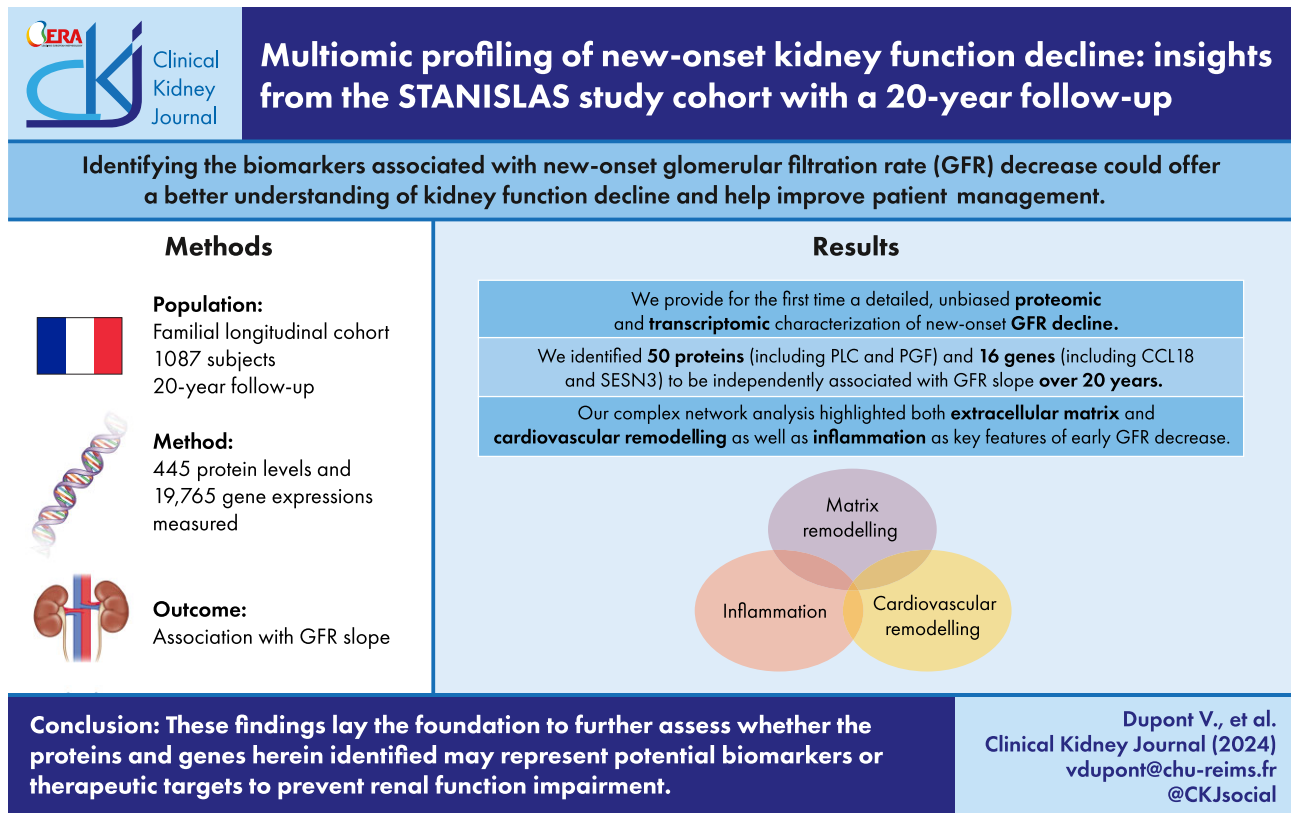 ERA
CKJ
Clinical
Kidney
Journal
Multiomic profiling of new-onset kidney function decline: insights
from the STANISLAS study cohort with a 20-year follow-up
Identifying the biomarkers associated with new-onset glomerular filtration rate (GFR) decrease could offer
a better understanding of kidney function decline and help improve patient management.
Methods
Population:
Familial longitudinal cohort
1087 subjects
20-year follow-up
Method:
445 protein levels and
19,765 gene expressions
measured
Outcome:
Association with GFR slope
Results
We provide for the first time a detailed, unbiased proteomic
and transcriptomic characterization of new-onset GFR decline.
We identified 50 proteins (including PLC and PGF) and 16 genes (including CCL18
and SESN3) to be independently associated with GFR slope over 20 years.
Our complex network analysis highlighted both extracellular matrix and
cardiovascular remodelling as well as inflammation as key features of early GFR decrease.
Matrix
remodelling
Inflammation
Cardiovascular
remodelling
Conclusion: These findings lay the foundation to further assess whether the
proteins and genes herein identified may represent potential biomarkers or
therapeutic targets to prevent renal function impairment.
Dupont V., et al.
Clinical Kidney Journal (2024)
vdupont@chu-reims.fr
@CKJsocial